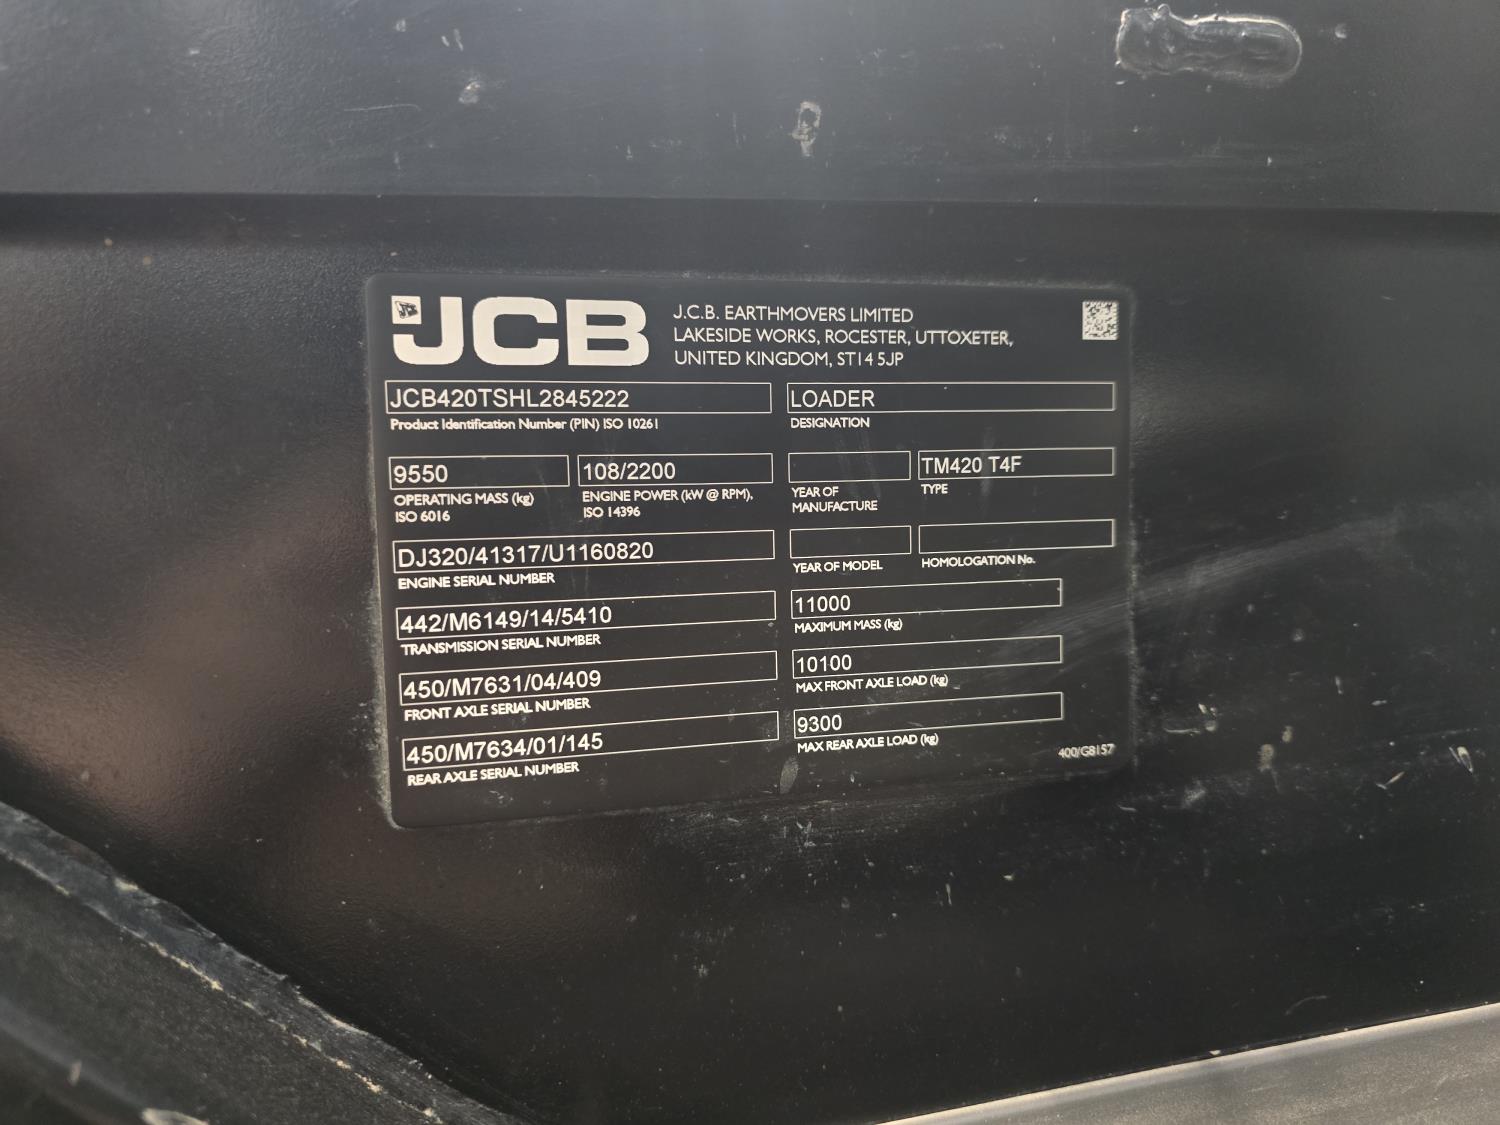 JCB
J.C.B. EARTHMOVERS LIMITED
LAKESIDE WORKS, ROCESTER, UTTOXETER,
UNITED KINGDOM, ST14 5JP
JCB420TSHL2845222
Product Identification Number (PIN) ISO 10261
LOADER
DESIGNATION
9550
OPERATING MASS (kg)
ISO 6016
108/2200
ENGINE POWER (kW @ RPM),
ISO 14396
YEAR OF
MANUFACTURE
TM420 T4F
TYPE
DJ320/41317/U1160820
ENGINE SERIAL NUMBER
YEAR OF MODEL
HOMOLOGATION No.
442/M6149/14/5410
TRANSMISSION SERIAL NUMBER
11000
MAXIMUM MASS (kg)
450/M7631/04/409
FRONT AXLE SERIAL NUMBER
10100
MAX FRONT AXLE LOAD (kg)
450/M7634/01/145
REAR AXLE SERIAL NUMBER
9300
MAX REAR AXLE LOAD (kg)
400/G8157